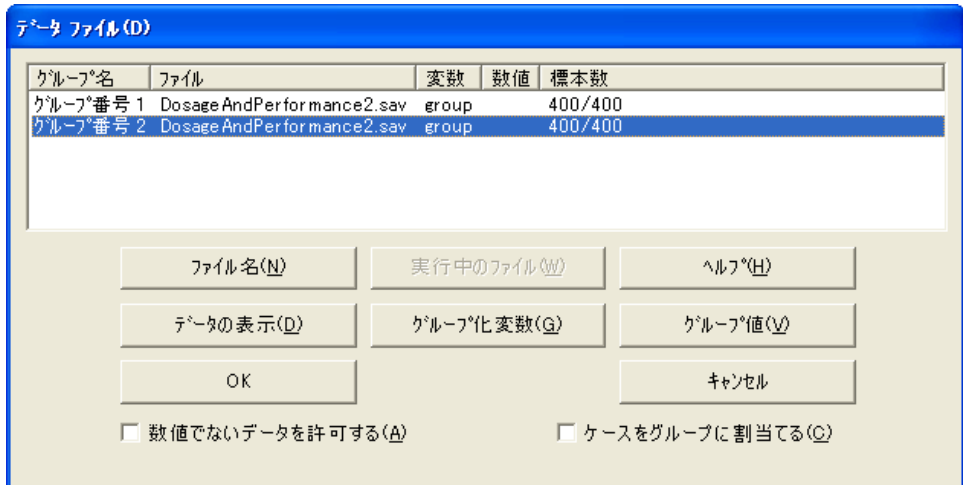 データ ファイル(D)
グループ名 ファイル 変数 数値 標本数
グループ番号 1 DosageAndPerformance2.sav group 400/400
グループ番号 2 DosageAndPerformance2.sav group 400/400
ファイル名(N) 実行中のファイル(W) ヘルプ(H)
データの表示(D) グループ化変数(G) グループ値(V)
OK キャンセル
数値でないデータを許可する(A) ケースをグループに割当てる(C)